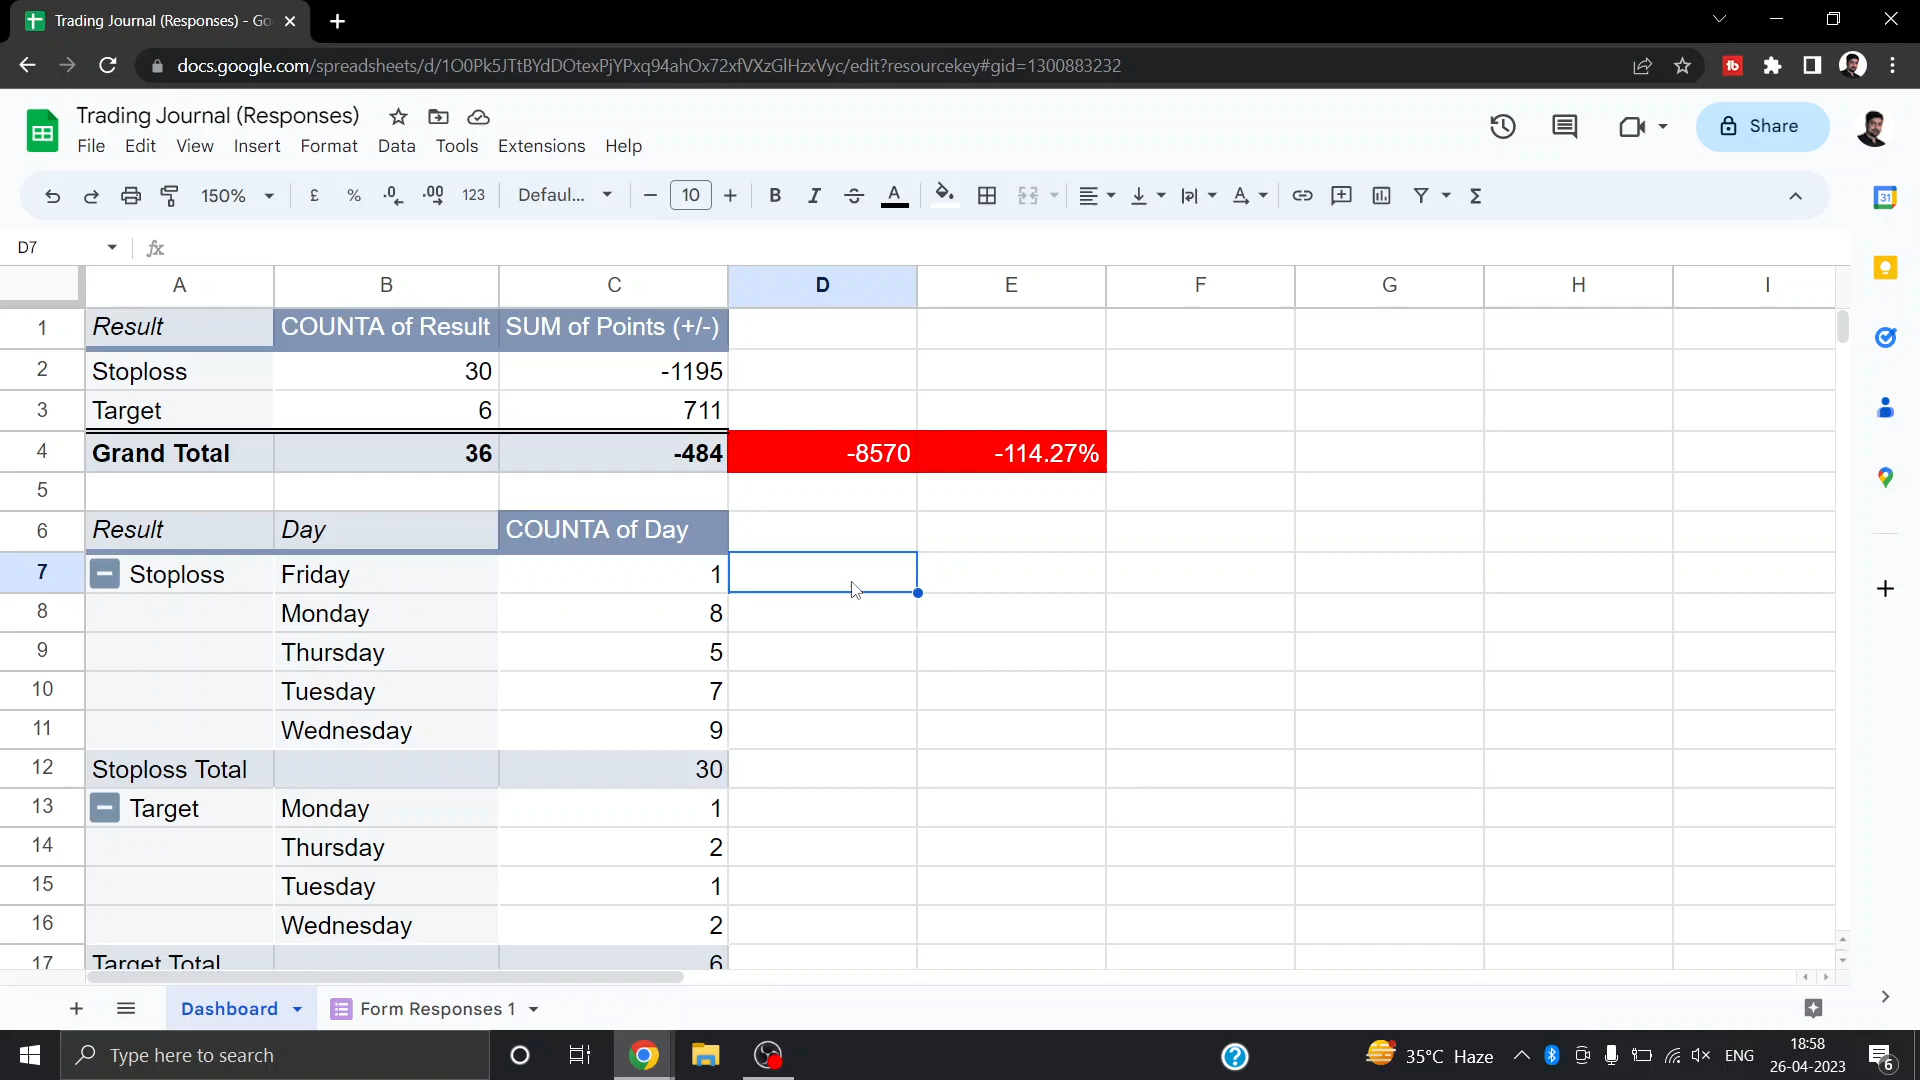 Trading Journal (Responses) - Go
docs.google.com/spreadsheets/d/1O0Pk5JTtBYdDOtexPjYPxq94ahOx72xfVXzGlHzxVyc/edit?resourcekey#gid=1300883232
Trading Journal (Responses)
File Edit View Insert Format Data Tools Extensions Help
Share
150% £ % .0 .00 123 Defaul... 10 B I S A Σ
D7 fx
A B C D E F G H I
1 Result COUNTA of Result SUM of Points (+/-)
2 Stoploss 30 -1195
3 Target 6 711
4 Grand Total 36 -484 -8570 -114.27%
5
6 Result Day COUNTA of Day
7 Stoploss Friday 1
8 Monday 8
9 Thursday 5
10 Tuesday 7
11 Wednesday 9
12 Stoploss Total 30
13 Target Monday 1
14 Thursday 2
15 Tuesday 1
16 Wednesday 2
17 Target Total 6
Dashboard Form Responses 1
Type here to search
35°C Haze ENG
18:58
26-04-2023
6
31